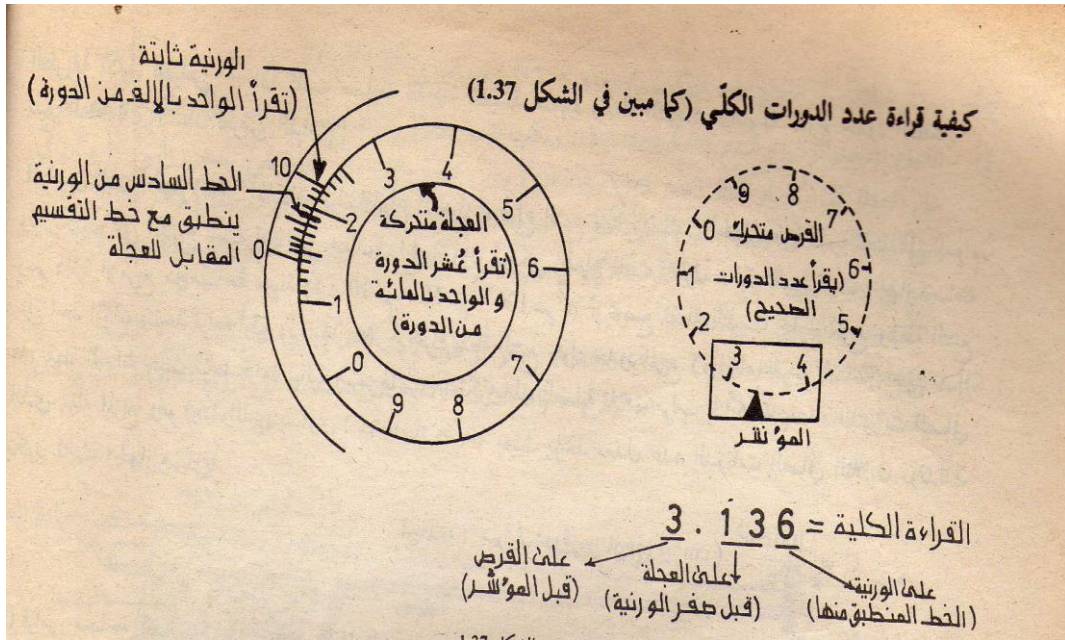 كيفية قراءة عدد الدورات الكلّي (كما مبين في الشكل 1.37)
الورنية ثابتة
(تقرأ الواحد بالالف من الدورة)
الخط السادس من الورنية
ينطبق مع خط التقسيم
المقابل للعجلة
10
0
0
1
2
3
4
5
6
7
8
9
العجلة متحركة
(تقرأ عُشر الدورة
و الواحد بالمائة
من الدورة)
0
1
2
3
4
5
6
7
8
9
القرص متحرك
(يقرأ عدد الدورات
الصحيح)
المؤشر
القراءة الكلية = 3 . 1 3 6
على القرص
(قبل المؤشر)
على العجلة
(قبل صفر الورنية)
على الورنية
(الخط المنطبق منها)
1.37